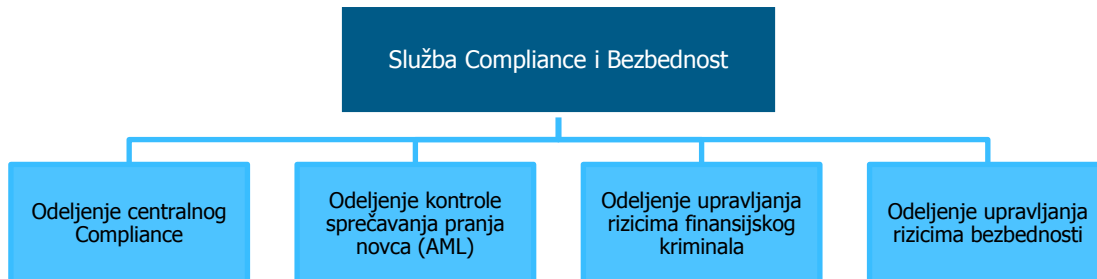 Služba Compliance i Bezbednost
Odeljenje centralnog
Compliance
Odeljenje kontrole
sprečavanja pranja
novca (AML)
Odeljenje upravljanja
rizicima finansijskog
kriminala
Odeljenje upravljanja
rizicima bezbednosti